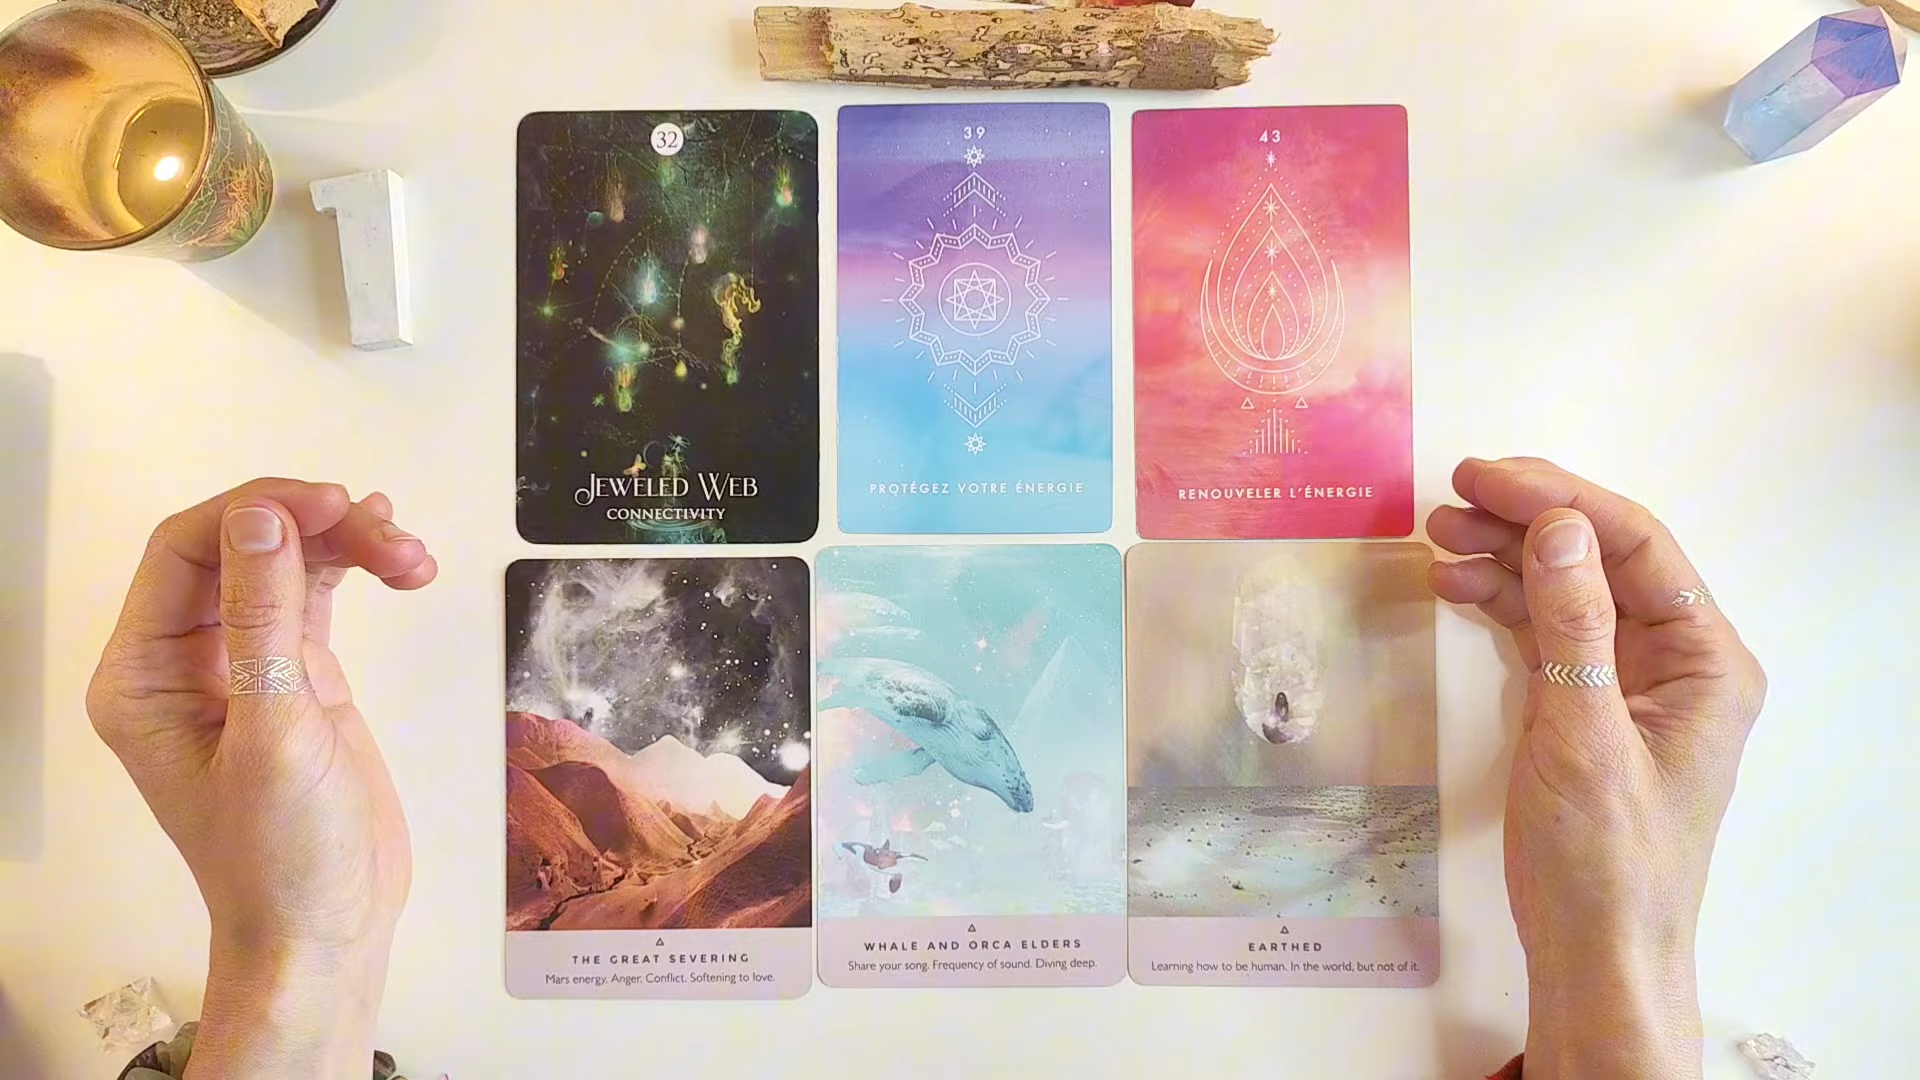 32
JEWELED WEB
CONNECTIVITY
39
PROTÉGEZ VOTRE ÉNERGIE
43
RENOUVELER L'ÉNERGIE
THE GREAT SEVERING
Mars energy. Anger. Conflict. Softening to love.
WHALE AND ORCA ELDERS
Share your song. Frequency of sound. Diving deep.
EARTHED
Learning how to be human. In the world, but not of it.